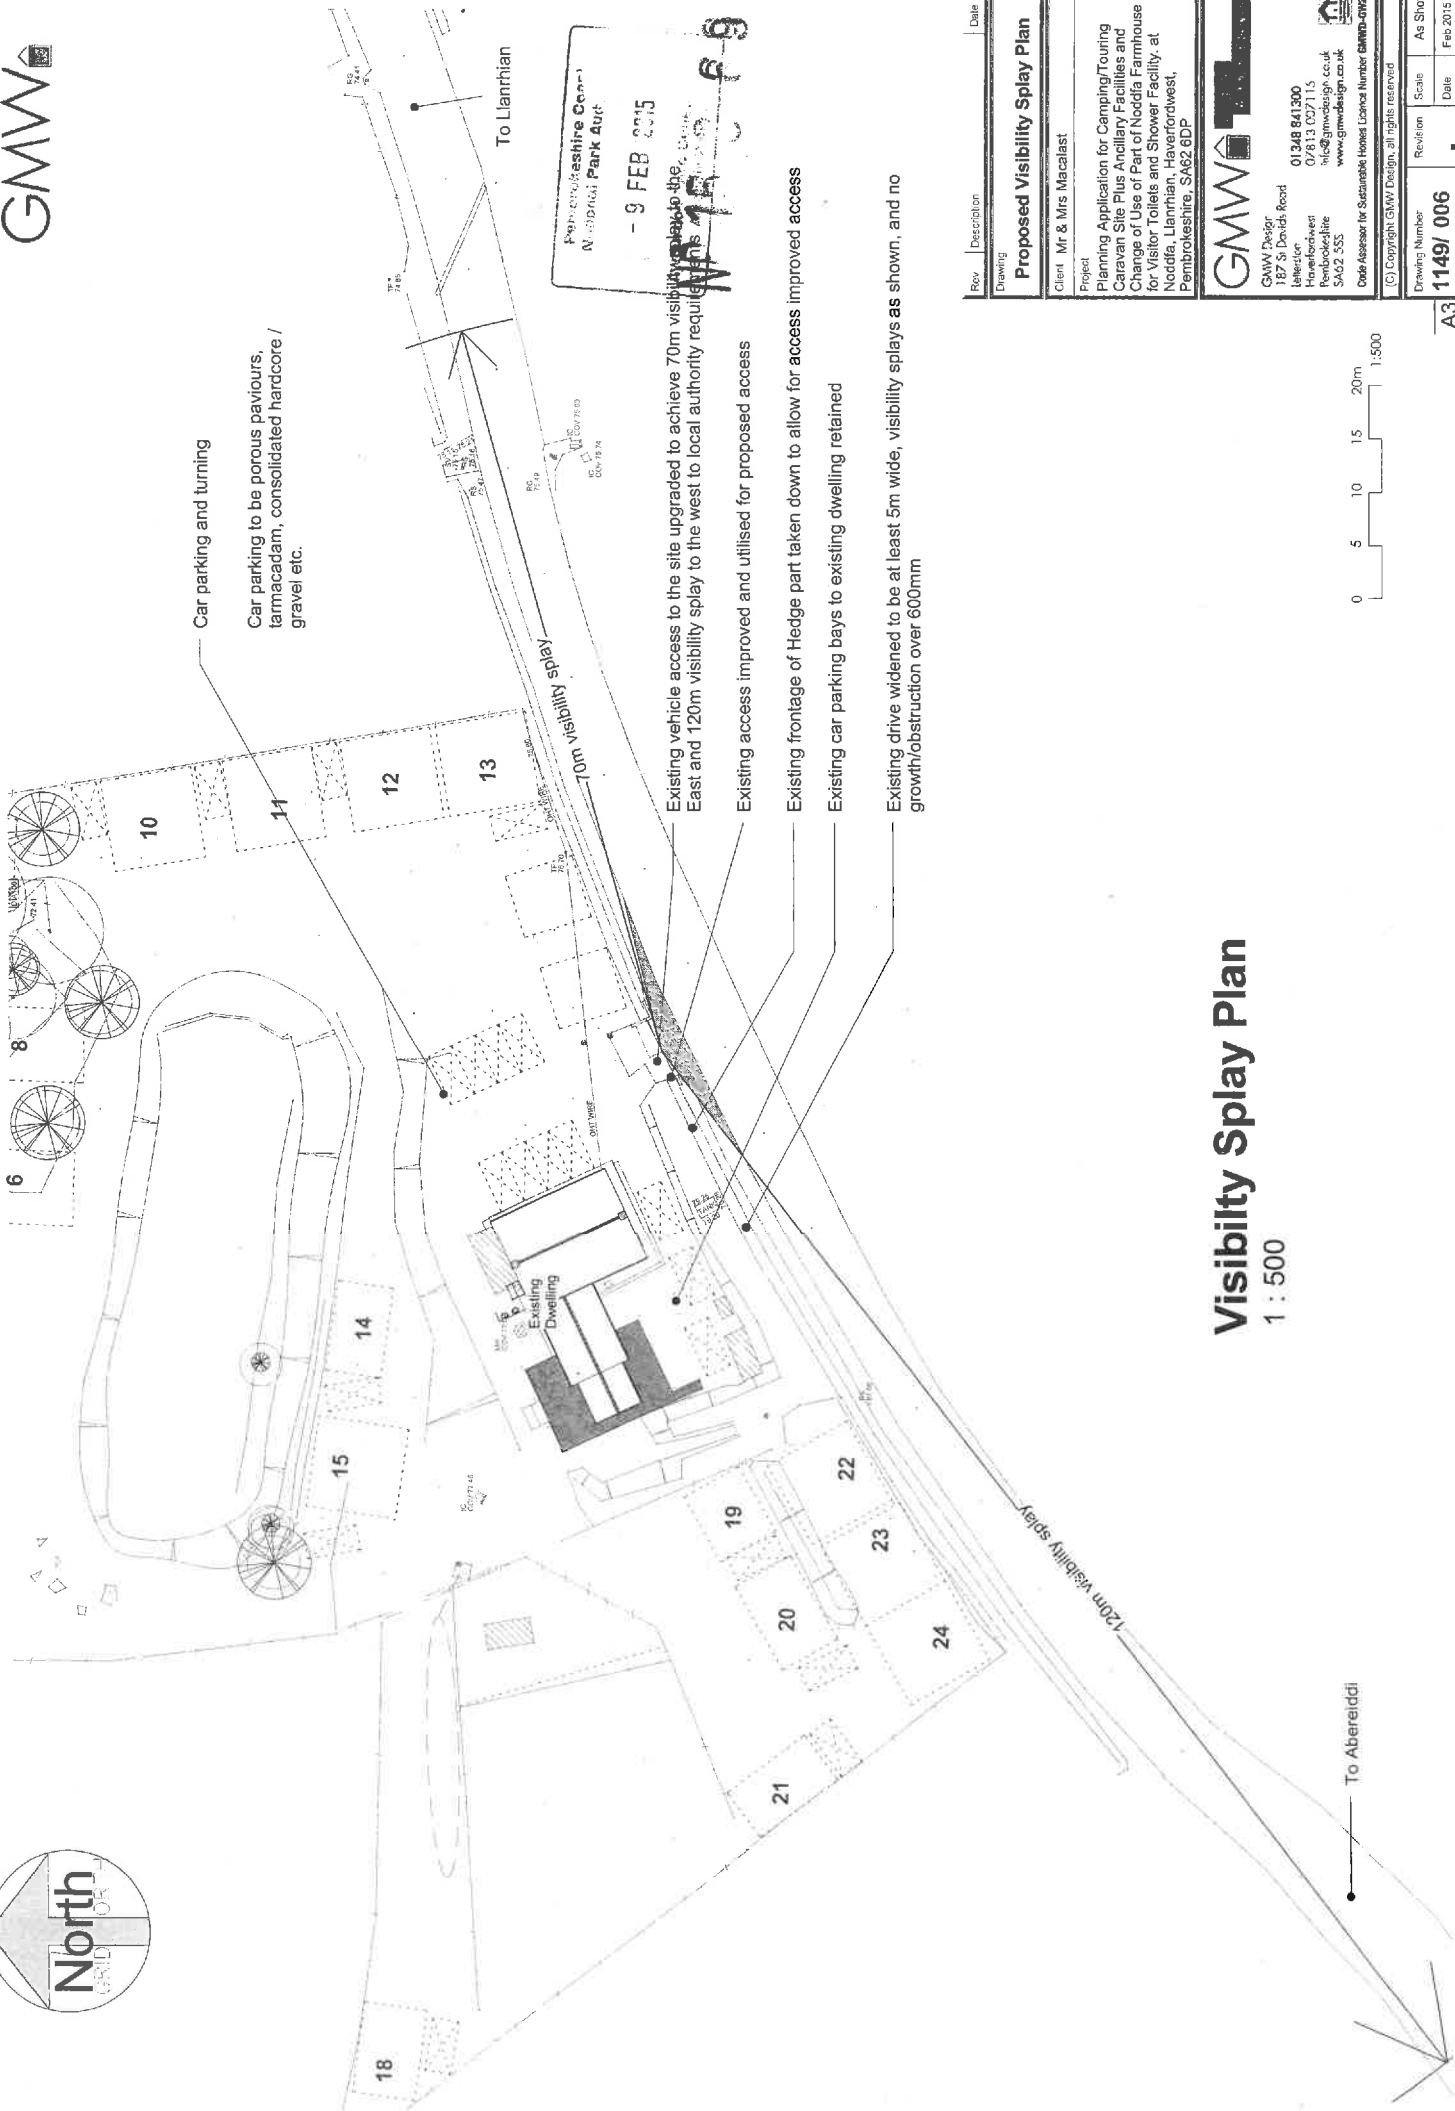 GMW
North
GRID NORTH
Car parking and turning
Car parking to be porous paviours,
tarmacadam, consolidated hardcore /
gravel etc.
To Llanrhian
National Park
- 9 FEB 2015
Existing vehicle access to the site upgraded to achieve 70m visibility splay to the
East and 120m visibility splay to the west to local authority requirements
Existing access improved and utilised for proposed access
Existing frontage of Hedge part taken down to allow for access improved access
Existing car parking bays to existing dwelling retained
Existing drive widened to be at least 5m wide, visibility splays as shown, and no
growth/obstruction over 600mm
70m visibility splay
120m visibility splay
To Abereiddi
Existing
Dwelling
OHT WIRE
6
8
10
11
12
13
14
15
18
19
20
21
22
23
24
Visibilty Splay Plan
1 : 500
0 5 10 15 20m
1:500
Rev Description Date
Drawing
Proposed Visibility Splay Plan
Client Mr & Mrs Macalast
Project
Planning Application for Camping/Touring
Caravan Site Plus Ancillary Facilities and
Change of Use of Part of Noddfa Farmhouse
for Visitor Toilets and Shower Facility. at
Noddfa, Llanrhian, Haverfordwest,
Pembrokeshire, SA62 6DP
GMW
GMW Design
187 St Davids Road
Letterston
Haverfordwest
Pembrokeshire
SA62 5SS
01348 841300
07813 007115
info@gmwdesign.co.uk
www.gmwdesign.co.uk
Code Assessor for Sustainable Homes Licence Number
(C) Copyright GMW Design, all rights reserved
Drawing Number Revision Scale As Sho
1149/ 006 - Date Feb 2015
A3